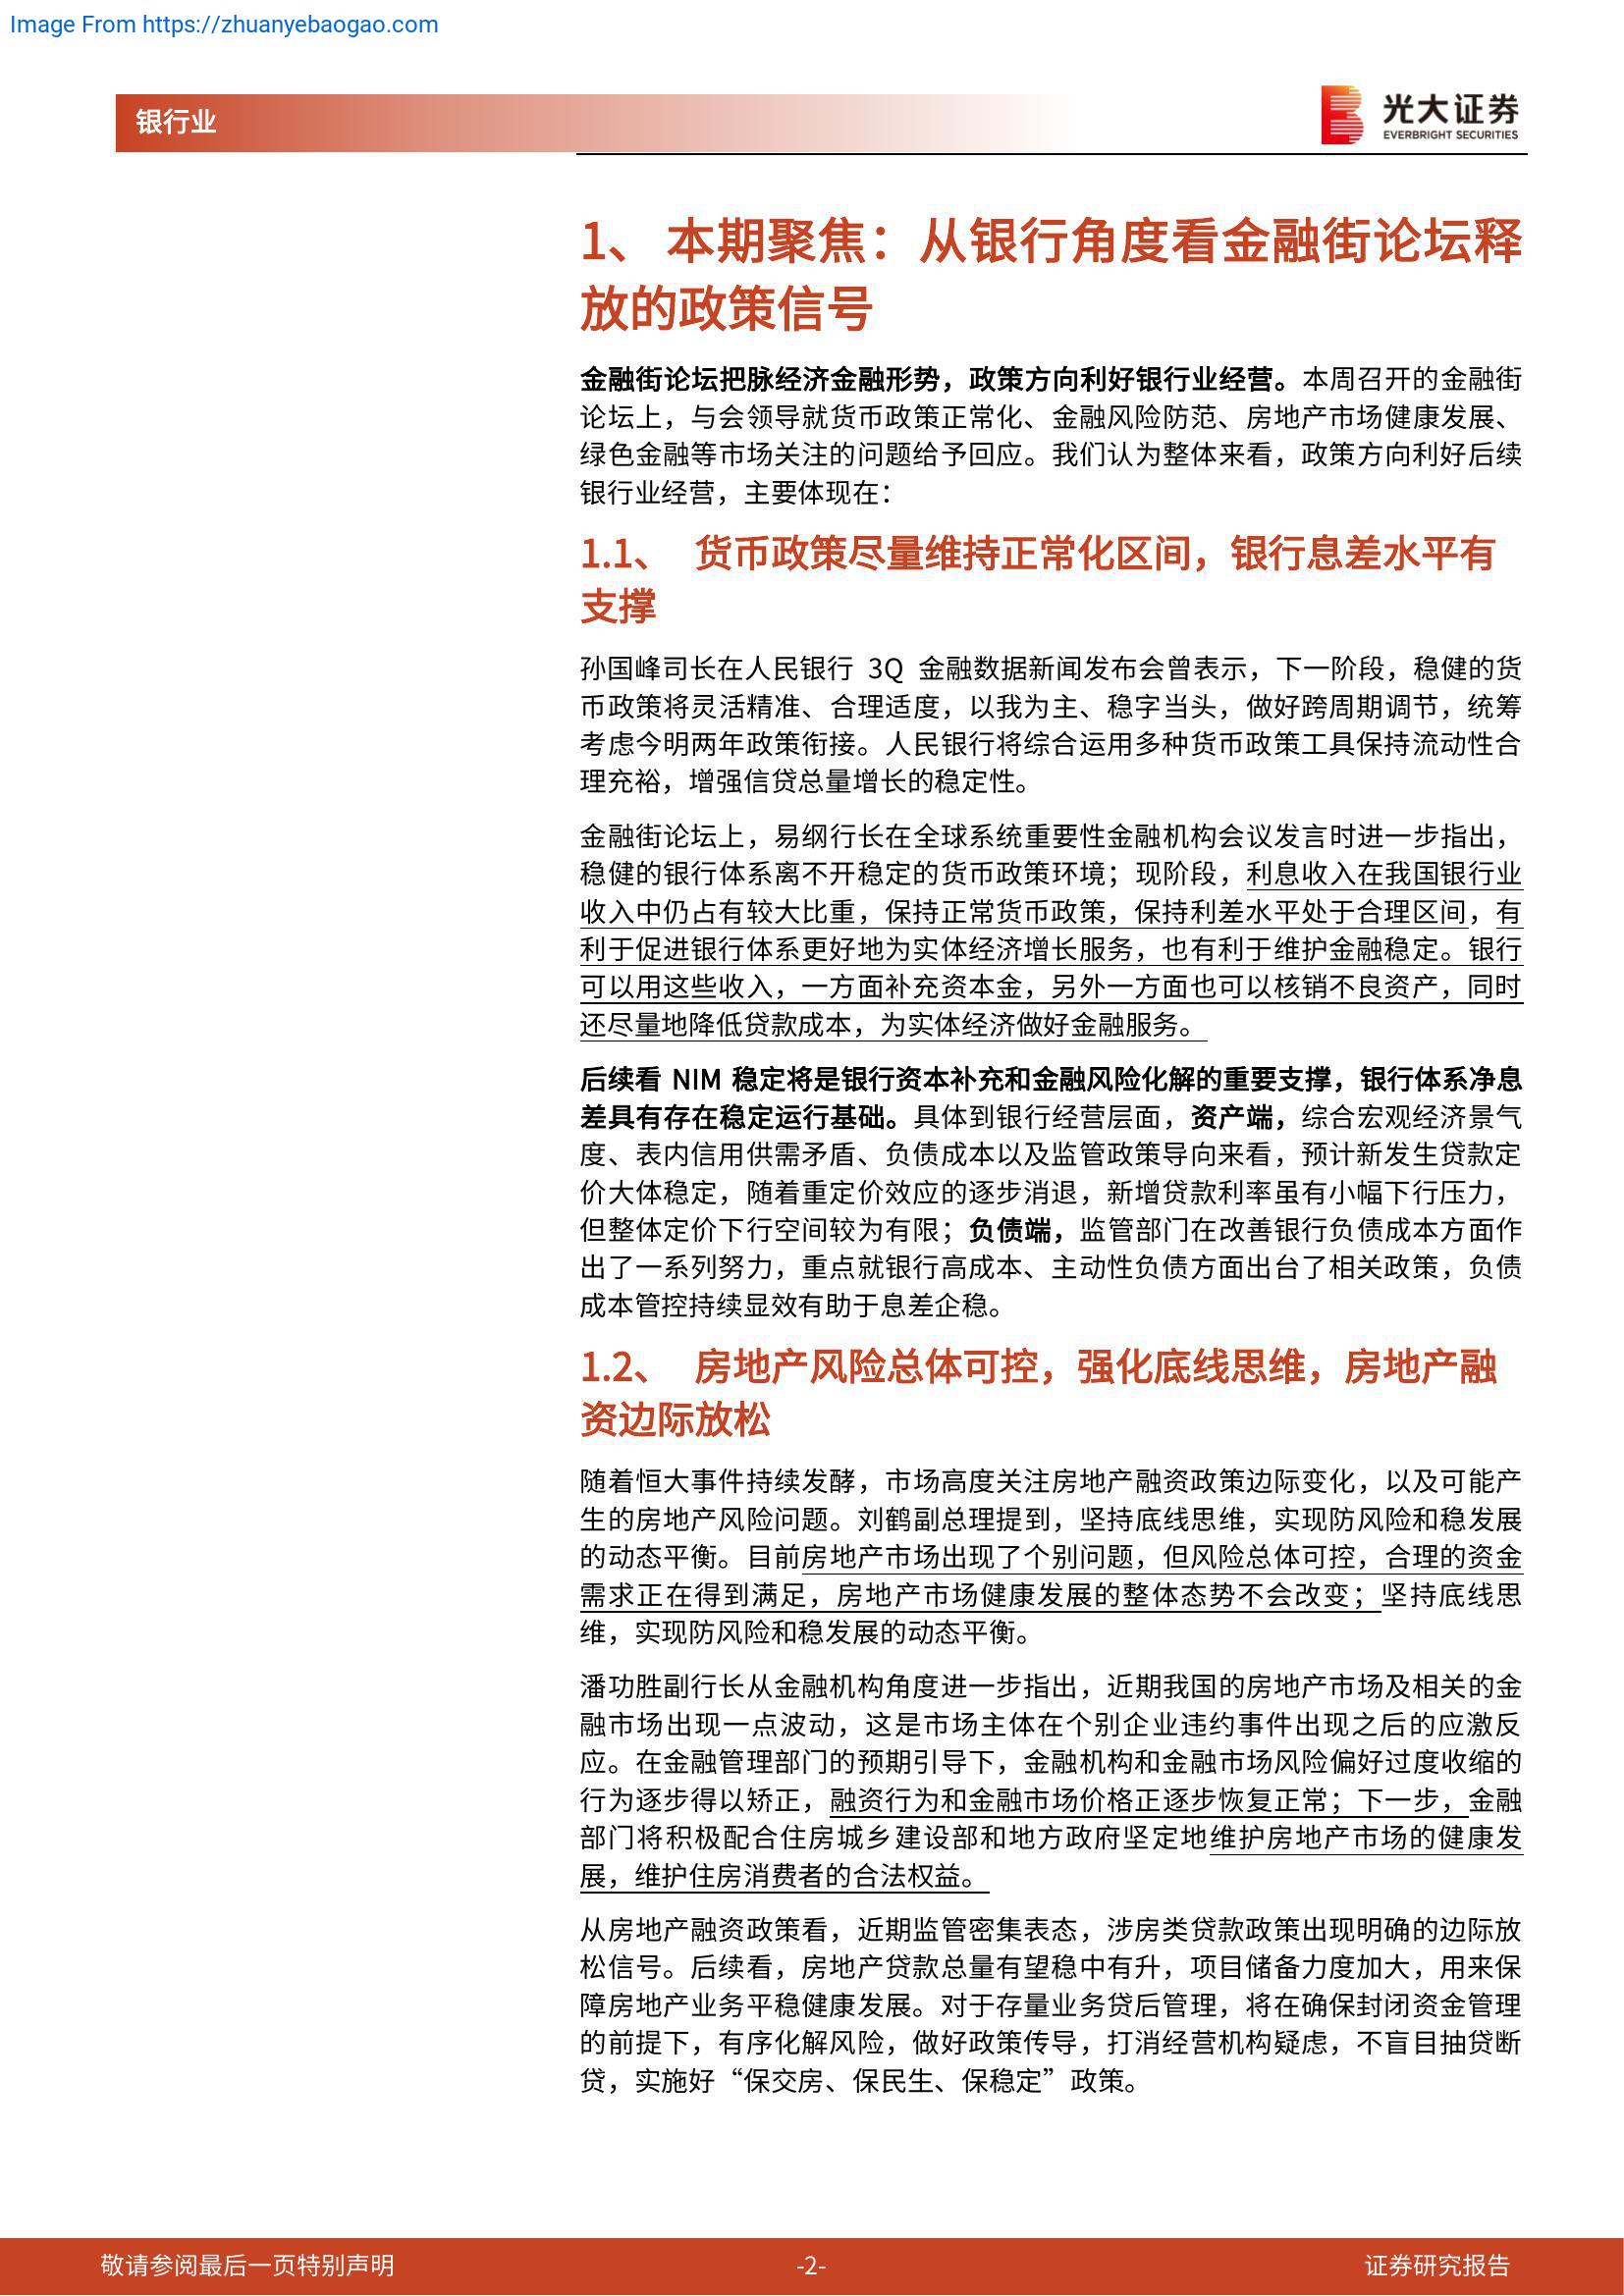 Image From https://zhuanyebaogao.com
银行业
光大证券
EVERBRIGHT SECURITIES
1、 本期聚焦：从银行角度看金融街论坛释
放的政策信号
金融街论坛把脉经济金融形势，政策方向利好银行业经营。本周召开的金融街
论坛上，与会领导就货币政策正常化、金融风险防范、房地产市场健康发展、
绿色金融等市场关注的问题给予回应。我们认为整体来看，政策方向利好后续
银行业经营，主要体现在：
1.1、 货币政策尽量维持正常化区间，银行息差水平有
支撑
孙国峰司长在人民银行 3Q 金融数据新闻发布会曾表示，下一阶段，稳健的货
币政策将灵活精准、合理适度，以我为主、稳字当头，做好跨周期调节，统筹
考虑今明两年政策衔接。人民银行将综合运用多种货币政策工具保持流动性合
理充裕，增强信贷总量增长的稳定性。
金融街论坛上，易纲行长在全球系统重要性金融机构会议发言时进一步指出，
稳健的银行体系离不开稳定的货币政策环境；现阶段，利息收入在我国银行业
收入中仍占有较大比重，保持正常货币政策，保持利差水平处于合理区间，有
利于促进银行体系更好地为实体经济增长服务，也有利于维护金融稳定。银行
可以用这些收入，一方面补充资本金，另外一方面也可以核销不良资产，同时
还尽量地降低贷款成本，为实体经济做好金融服务。
后续看 NIM 稳定将是银行资本补充和金融风险化解的重要支撑，银行体系净息
差具有存在稳定运行基础。具体到银行经营层面，资产端，综合宏观经济景气
度、表内信用供需矛盾、负债成本以及监管政策导向来看，预计新发生贷款定
价大体稳定，随着重定价效应的逐步消退，新增贷款利率虽有小幅下行压力，
但整体定价下行空间较为有限；负债端，监管部门在改善银行负债成本方面作
出了一系列努力，重点就银行高成本、主动性负债方面出台了相关政策，负债
成本管控持续显效有助于息差企稳。
1.2、 房地产风险总体可控，强化底线思维，房地产融
资边际放松
随着恒大事件持续发酵，市场高度关注房地产融资政策边际变化，以及可能产
生的房地产风险问题。刘鹤副总理提到，坚持底线思维，实现防风险和稳发展
的动态平衡。目前房地产市场出现了个别问题，但风险总体可控，合理的资金
需求正在得到满足，房地产市场健康发展的整体态势不会改变；坚持底线思
维，实现防风险和稳发展的动态平衡。
潘功胜副行长从金融机构角度进一步指出，近期我国的房地产市场及相关的金
融市场出现一点波动，这是市场主体在个别企业违约事件出现之后的应激反
应。在金融管理部门的预期引导下，金融机构和金融市场风险偏好过度收缩的
行为逐步得以矫正，融资行为和金融市场价格正逐步恢复正常；下一步，金融
部门将积极配合住房城乡建设部和地方政府坚定地维护房地产市场的健康发
展，维护住房消费者的合法权益。
从房地产融资政策看，近期监管密集表态，涉房类贷款政策出现明确的边际放
松信号。后续看，房地产贷款总量有望稳中有升，项目储备力度加大，用来保
障房地产业务平稳健康发展。对于存量业务贷后管理，将在确保封闭资金管理
的前提下，有序化解风险，做好政策传导，打消经营机构疑虑，不盲目抽贷断
贷，实施好“保交房、保民生、保稳定”政策。
敬请参阅最后一页特别声明
-2-
证券研究报告